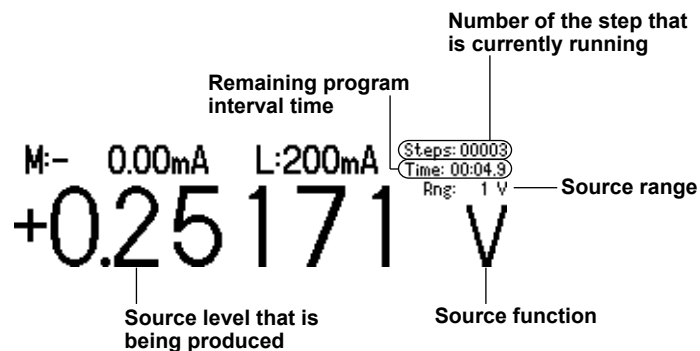 Number of the step that
is currently running
Remaining program
interval time
M:- 0.00mA L:200mA
Steps: 00003
Time: 00:04.9
Rng: 1 V
Source range
+0.25171 V
Source level that is
being produced
Source function